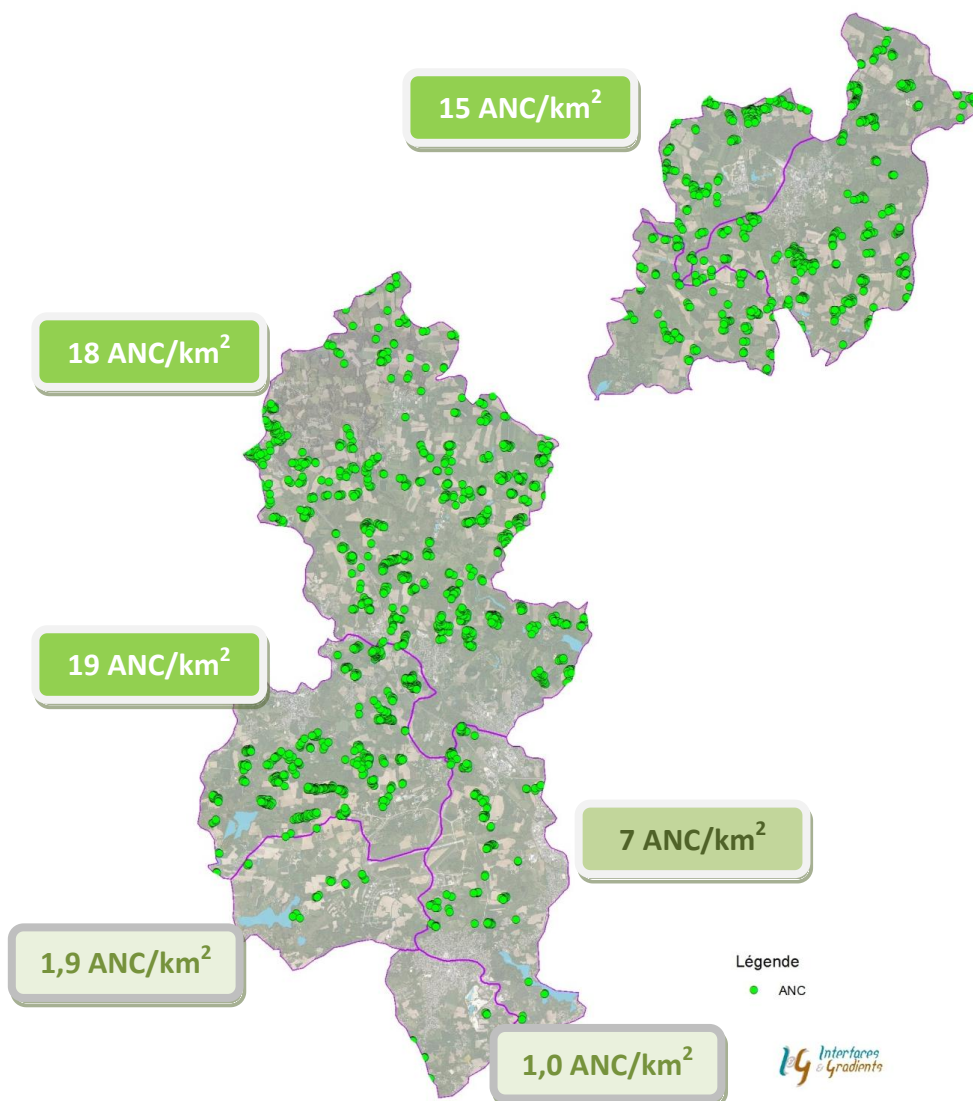 15 ANC/km²
18 ANC/km²
19 ANC/km²
7 ANC/km²
1,9 ANC/km²
1,0 ANC/km²
Légende
ANC
I&G Interfaces
& Gradients